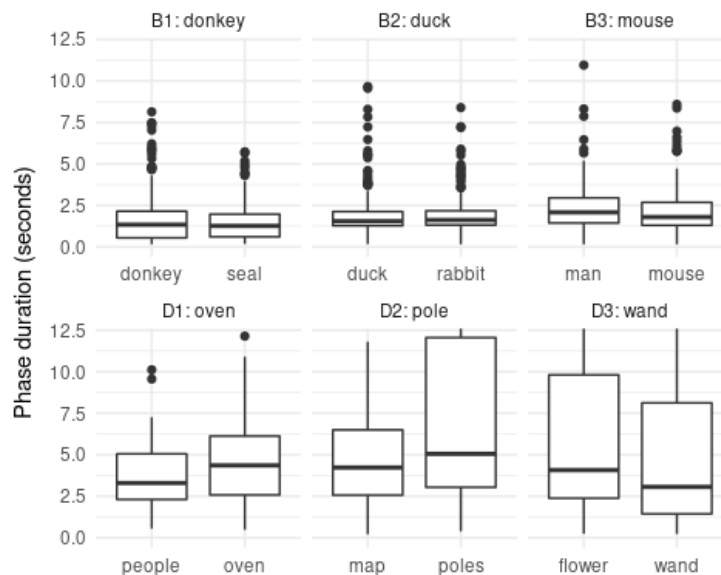 B1: donkey B2: duck B3: mouse
12.5
10.0
7.5
5.0
2.5
0.0
donkey seal duck rabbit man mouse
Phase duration (seconds)
D1: oven D2: pole D3: wand
12.5
10.0
7.5
5.0
2.5
0.0
people oven map poles flower wand